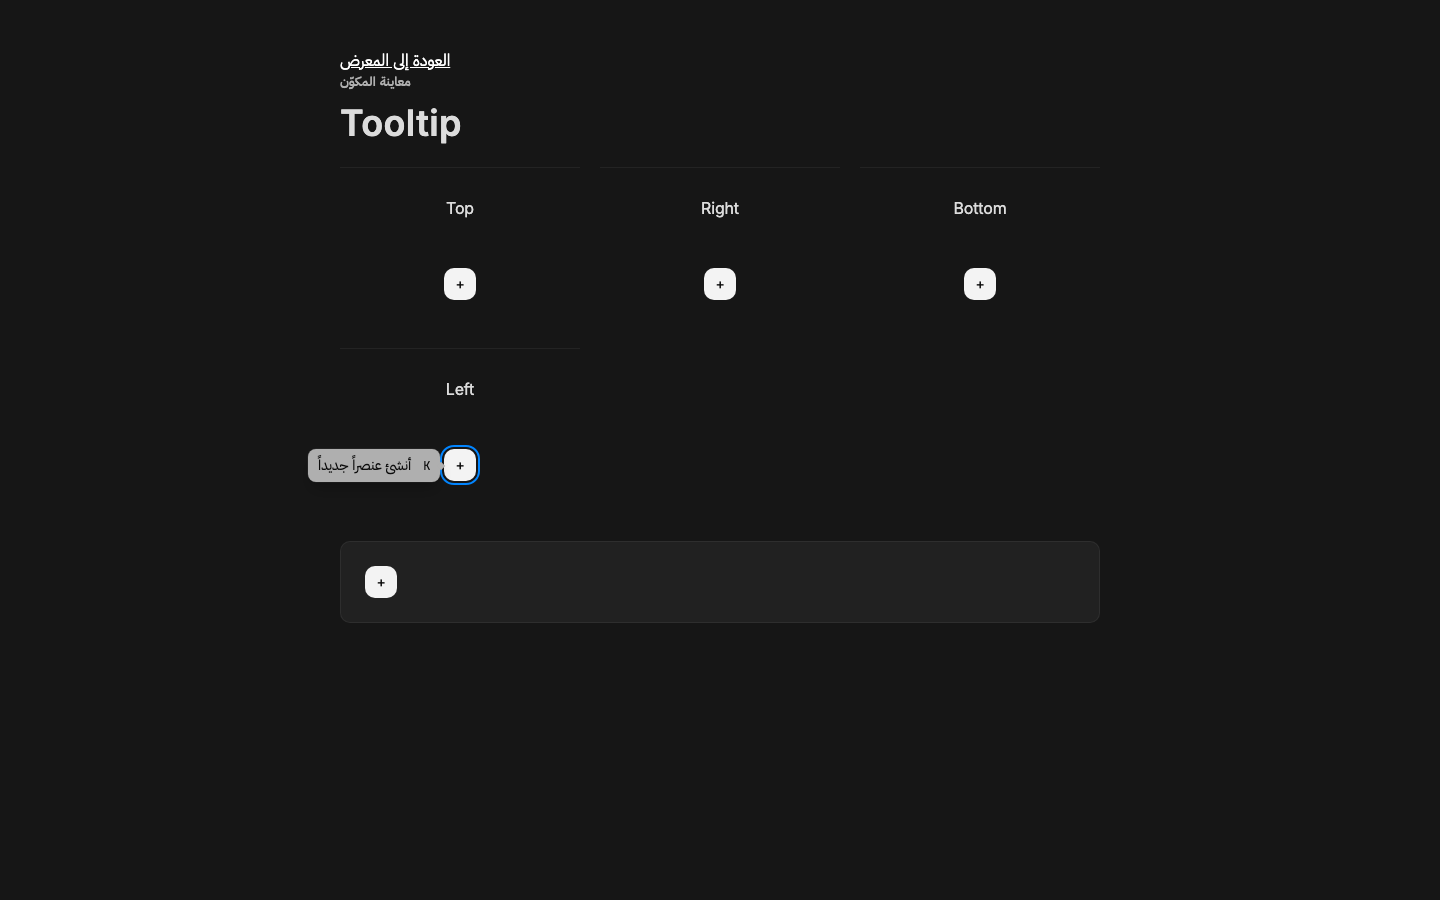 العودة إلى المعرض
معاينة المكوّن
Tooltip
Top
Right
Bottom
+
+
+
Left
أنشئ عنصراً جديداً K
+
+